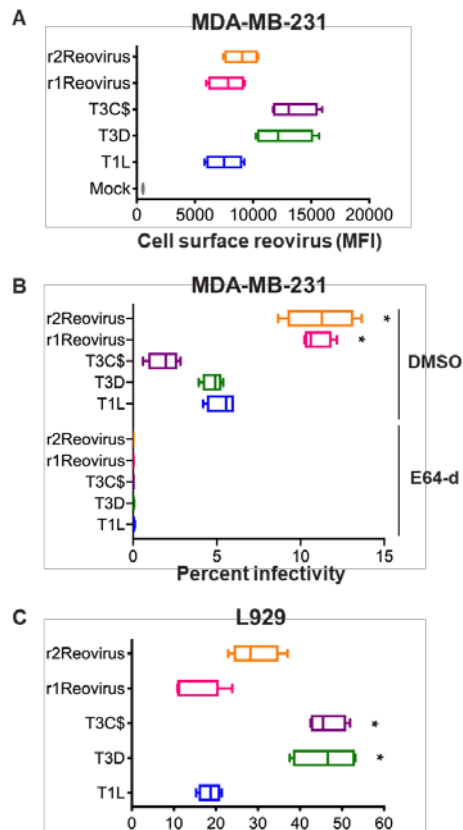 A
MDA-MB-231
r2Reovirus
r1Reovirus
T3C$
T3D
T1L
Mock
0 5000 10000 15000 20000
Cell surface reovirus (MFI)
B
MDA-MB-231
r2Reovirus *
r1Reovirus *
T3C$
T3D
T1L
DMSO
r2Reovirus
r1Reovirus
T3C$
T3D
T1L
E64-d
0 5 10 15
Percent infectivity
C
L929
r2Reovirus
r1Reovirus
T3C$ *
T3D *
T1L
0 10 20 30 40 50 60